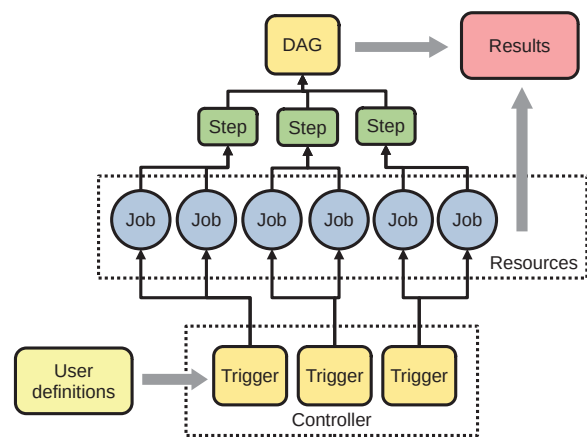 DAG
Results
Step
Step
Step
Job
Job
Job
Job
Job
Job
Resources
User
definitions
Trigger
Trigger
Trigger
Controller